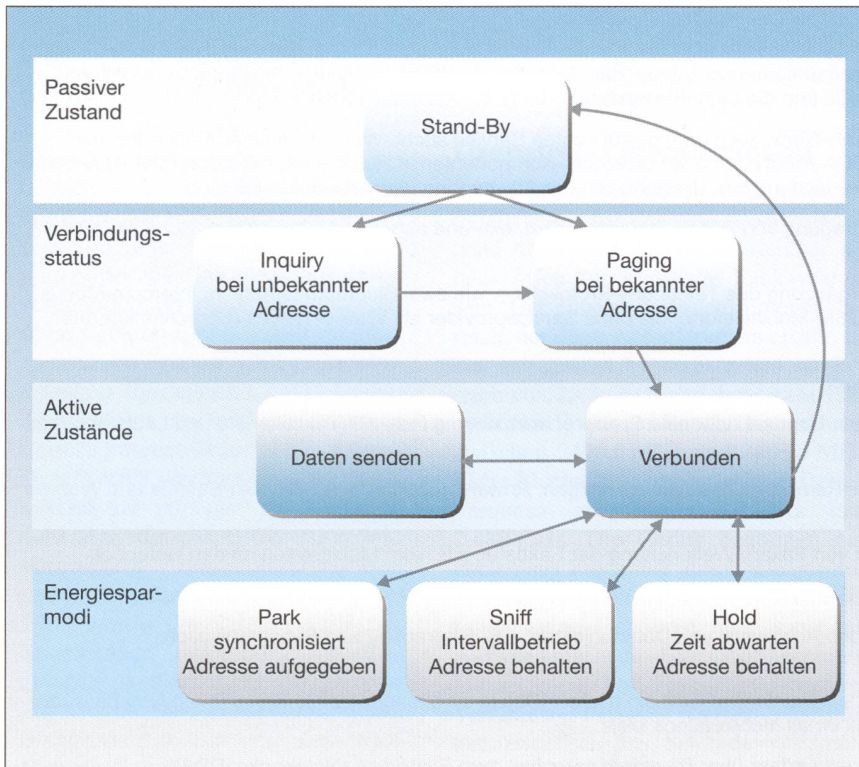 Passiver
Zustand
Stand-By
Verbindungs-
status
Inquiry
bei unbekannter
Adresse
Paging
bei bekannter
Adresse
Aktive
Zustände
Daten senden
Verbunden
Energiespar-
modi
Park
synchronisiert
Adresse aufgegeben
Sniff
Intervallbetrieb
Adresse behalten
Hold
Zeit abwarten
Adresse behalten